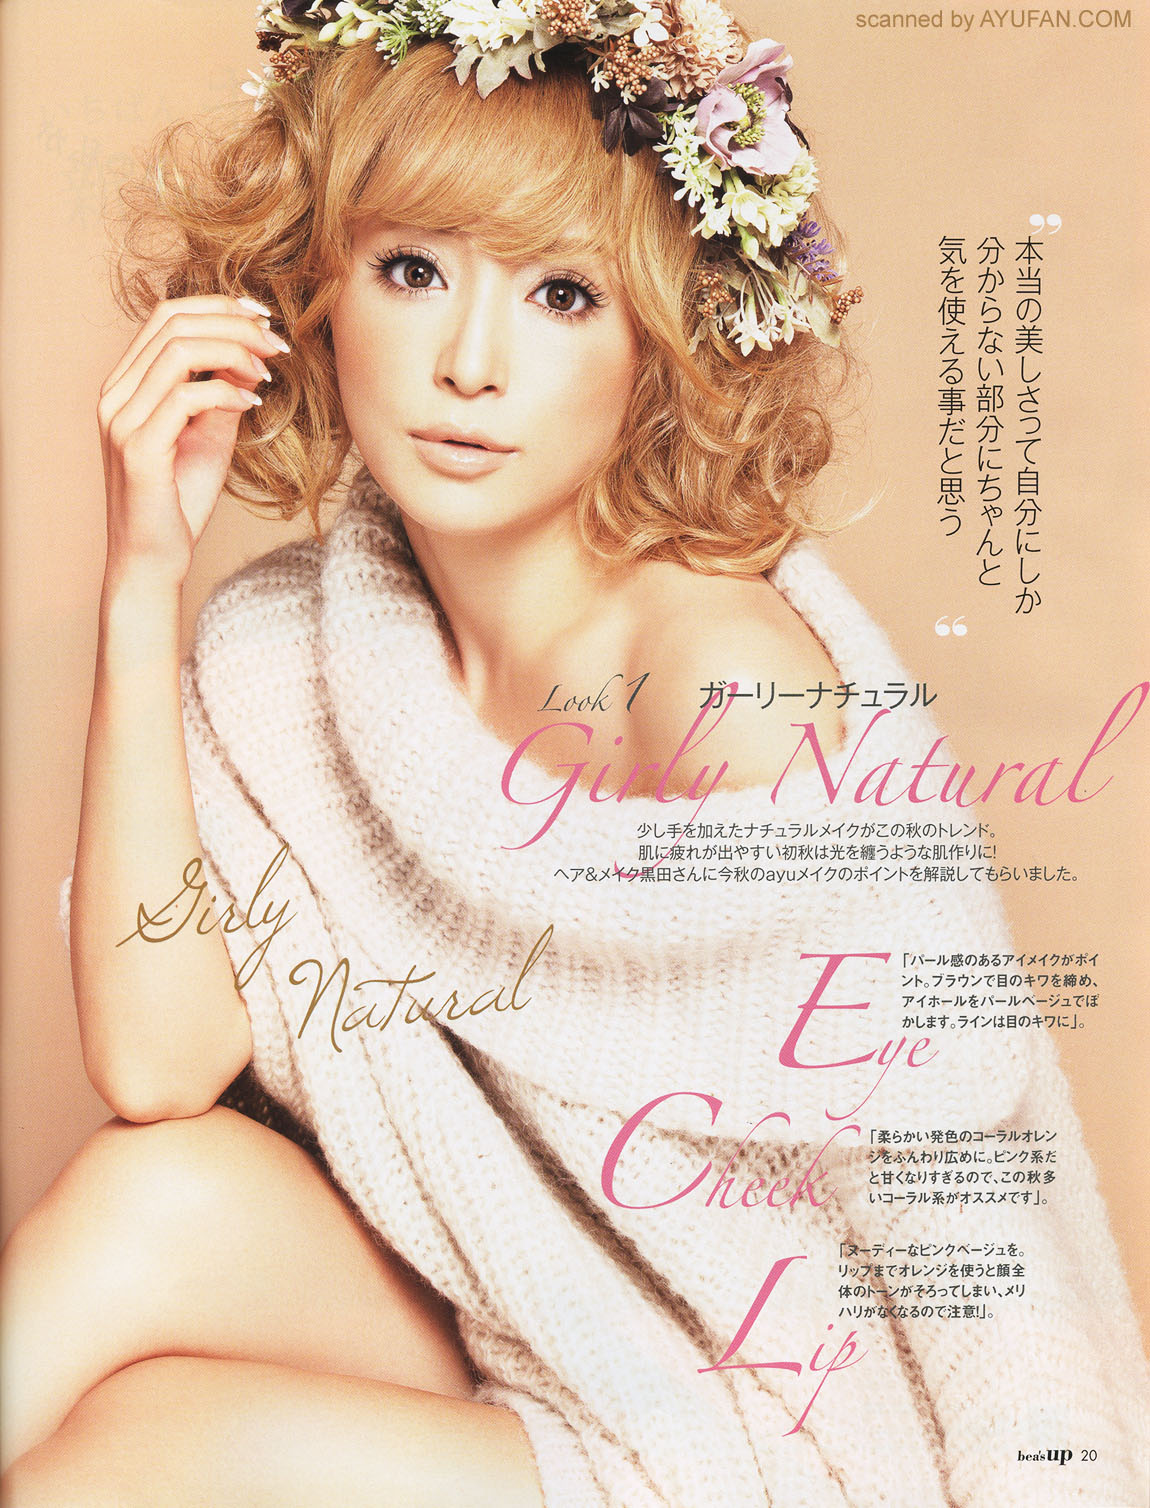 scanned by AYUFAN.COM
”
本当の美しさって自分にしか
分からない部分にちゃんと
気を使える事だと思う
“
Look 1 ガーリーナチュラル
Girly Natural
少し手を加えたナチュラルメイクがこの秋のトレンド。
肌に疲れが出やすい初秋は光を纏うような肌作りに!
ヘア&メイク黒田さんに今秋のayuメイクのポイントを解説してもらいました。
Girly
Natural
Eye
「パール感のあるアイメイクがポイ
ント。ブラウンで目のキワを締め、
アイホールをパールベージュでぼ
かします。ラインは目のキワに」。
Cheek
「柔らかい発色のコーラルオレン
ジをふんわり広めに。ピンク系だ
と甘くなりすぎるので、この秋多
いコーラル系がオススメです」。
Lip
「ヌーディーなピンクベージュを。
リップまでオレンジを使うと顔全
体のトーンがそろってしまい、メリ
ハリがなくなるので注意!」。
bea's up 20